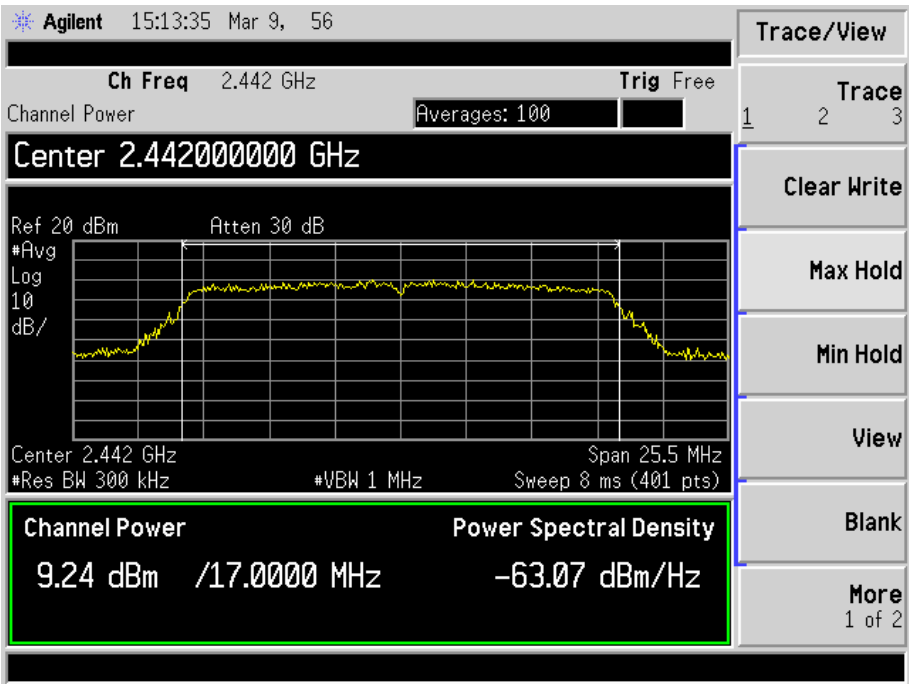 Agilent 15:13:35 Mar 9, 56
Trace/View
Ch Freq 2.442 GHz Trig Free
Channel Power Averages: 100
Trace
1 2 3
Center 2.442000000 GHz
Clear Write
Ref 20 dBm Atten 30 dB
#Avg
Log
10
dB/
Max Hold
Min Hold
Center 2.442 GHz Span 25.5 MHz
#Res BW 300 kHz #VBW 1 MHz Sweep 8 ms (401 pts)
View
Channel Power Power Spectral Density
9.24 dBm /17.0000 MHz -63.07 dBm/Hz
Blank
More
1 of 2